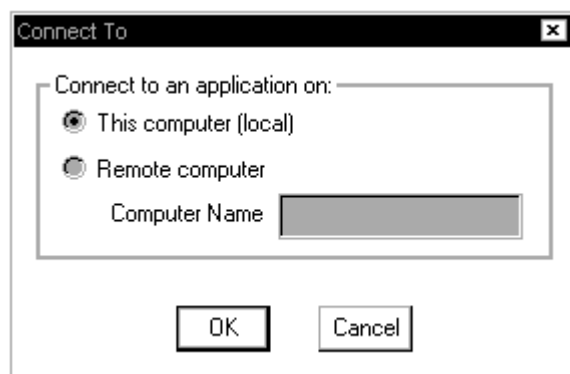 Connect To
Connect to an application on:
This computer (local)
Remote computer
Computer Name
OK Cancel